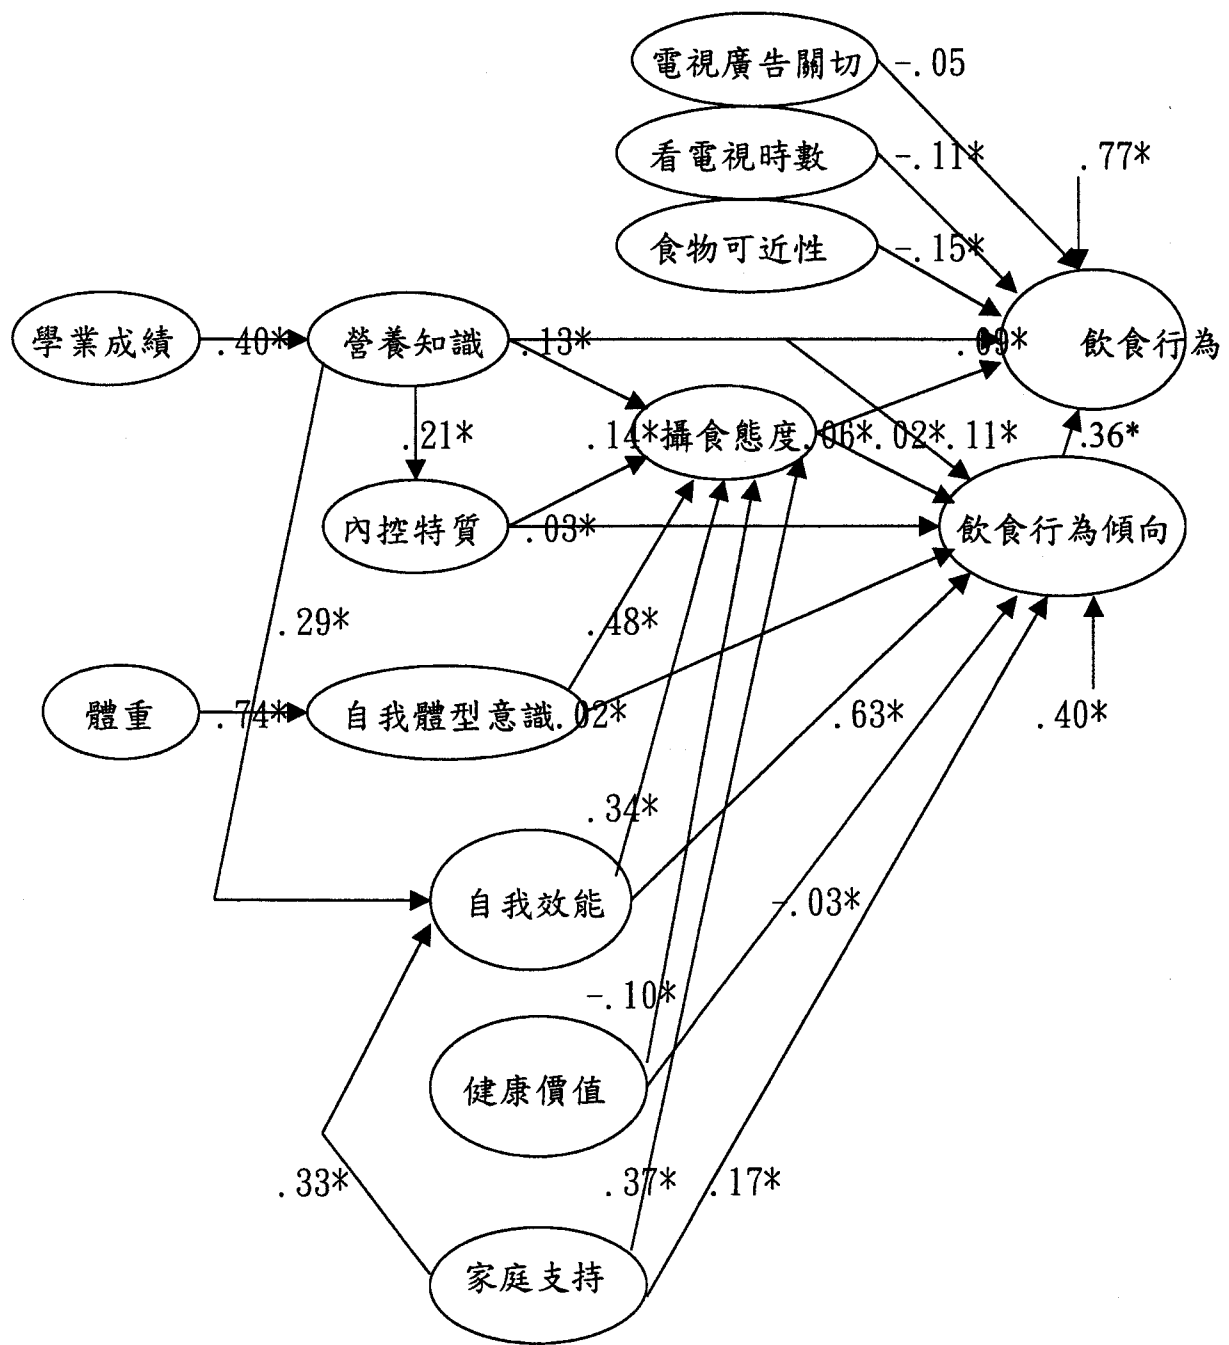 電視廣告關切 -.05
看電視時數 -.11* .77*
食物可近性 -.15*
學業成績 .40* 營養知識 .13* .09* 飲食行為
.21* .14* 攝食態度 .06* .02* .11* .36*
內控特質 .03* 飲食行為傾向
.29* .48*
體重 .74* 自我體型意識 .02* .63* .40*
.34*
自我效能 -.03*
-.10*
健康價值
.33* .37* .17*
家庭支持